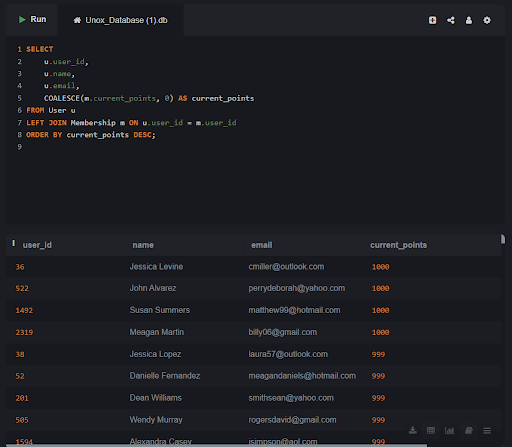 Run
Unox_Database (1).db
1 SELECT
2 u.user_id,
3 u.name,
4 u.email,
5 COALESCE(m.current_points, 0) AS current_points
6 FROM User u
7 LEFT JOIN Membership m ON u.user_id = m.user_id
8 ORDER BY current_points DESC;
9
! user_id name email current_points
36 Jessica Levine cmiller@outlook.com 1000
522 John Alvarez perrydeborah@yahoo.com 1000
1492 Susan Summers matthew99@hotmail.com 1000
2319 Meagan Martin billy06@gmail.com 1000
38 Jessica Lopez laura57@outlook.com 999
52 Danielle Fernandez meagandaniels@hotmail.com 999
201 Dean Williams smithsean@yahoo.com 999
505 Wendy Murray rogersdavid@gmail.com 999
1594 Alexandra Casey jsimpson@aol.com 999